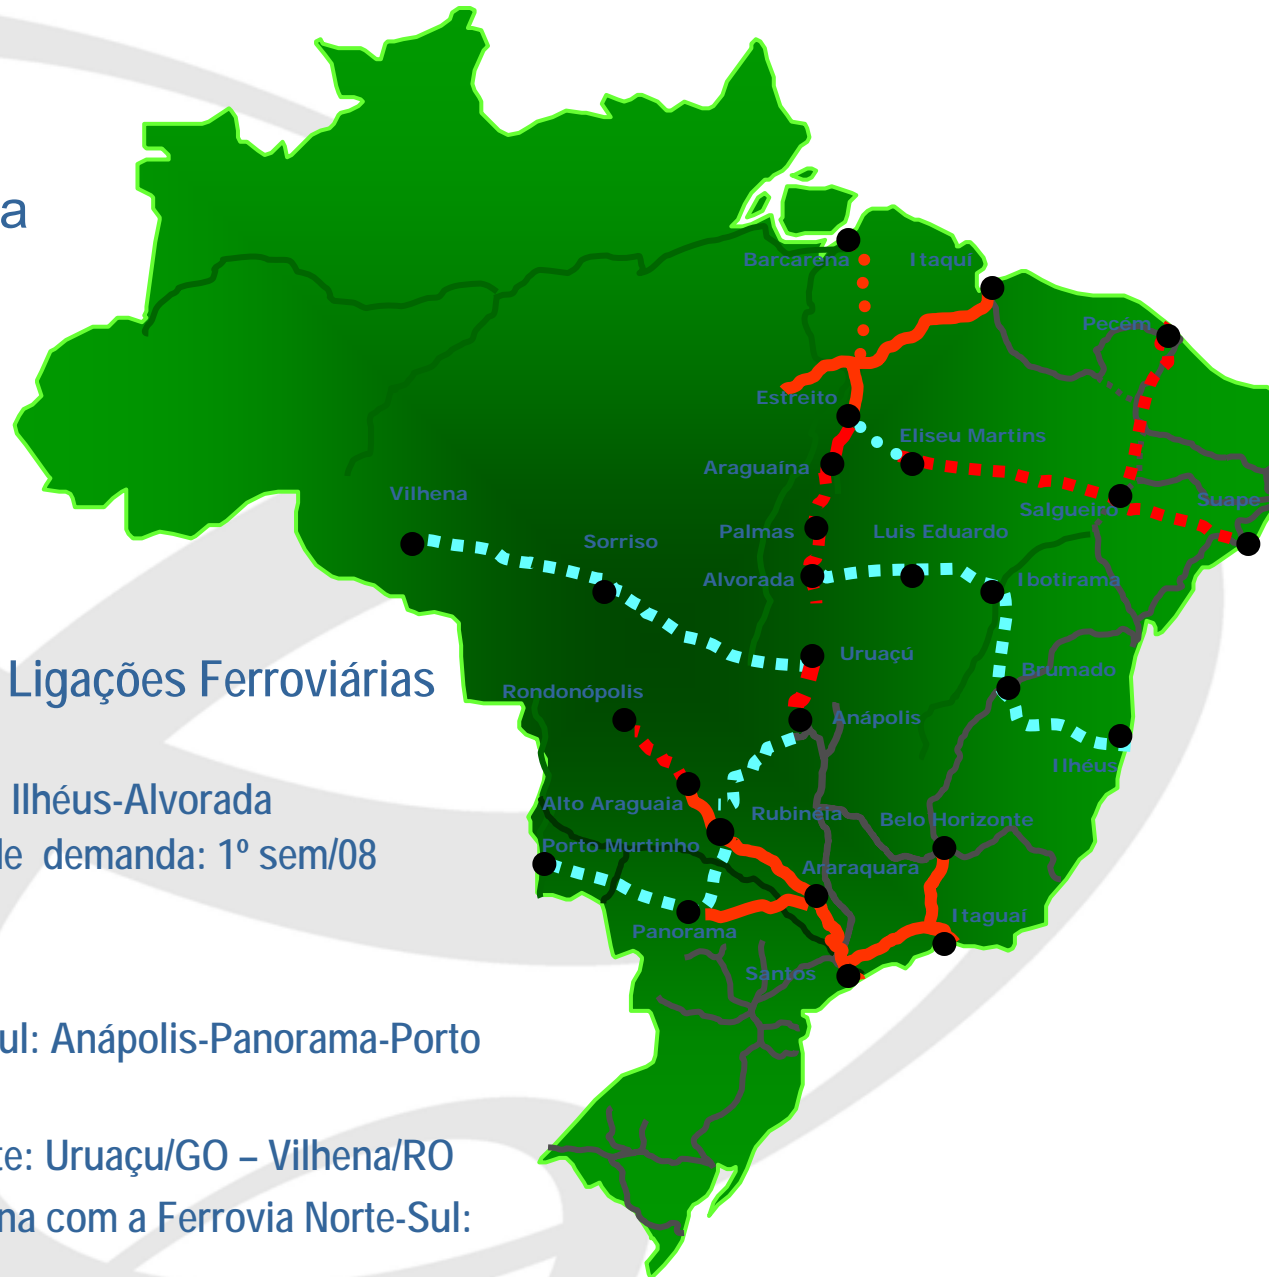 a
Barcarena
Itaqui
Pecém
Estreito
Eliseu Martins
Araguaína
Vilhena
Salgueiro
Suape
Palmas
Luis Eduardo
Sorriso
Alvorada
Ibotirama
Uruaçú
Ligações Ferroviárias
Brumado
Rondonópolis
Anápolis
Ilhéus
Ilhéus-Alvorada
Alto Araguaia
Rubinéia
Belo Horizonte
le demanda: 1º sem/08
Porto Murtinho
Araraquara
Itaguaí
Panorama
Santos
ul: Anápolis-Panorama-Porto
te: Uruaçu/GO – Vilhena/RO
na com a Ferrovia Norte-Sul: